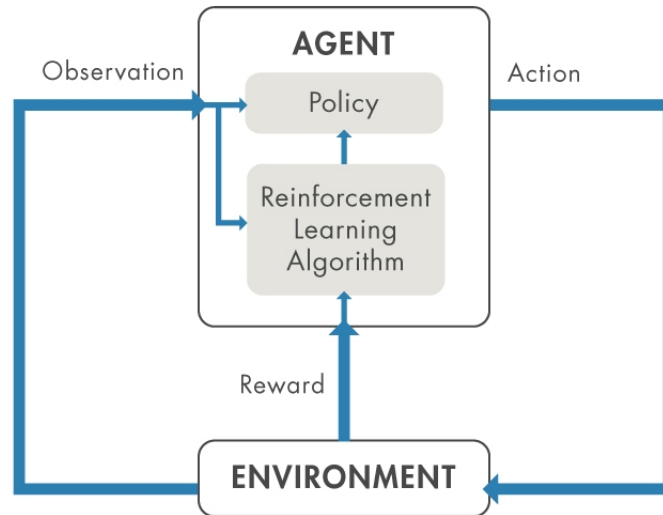 AGENT
Observation
Action
Policy
Reinforcement
Learning
Algorithm
Reward
ENVIRONMENT